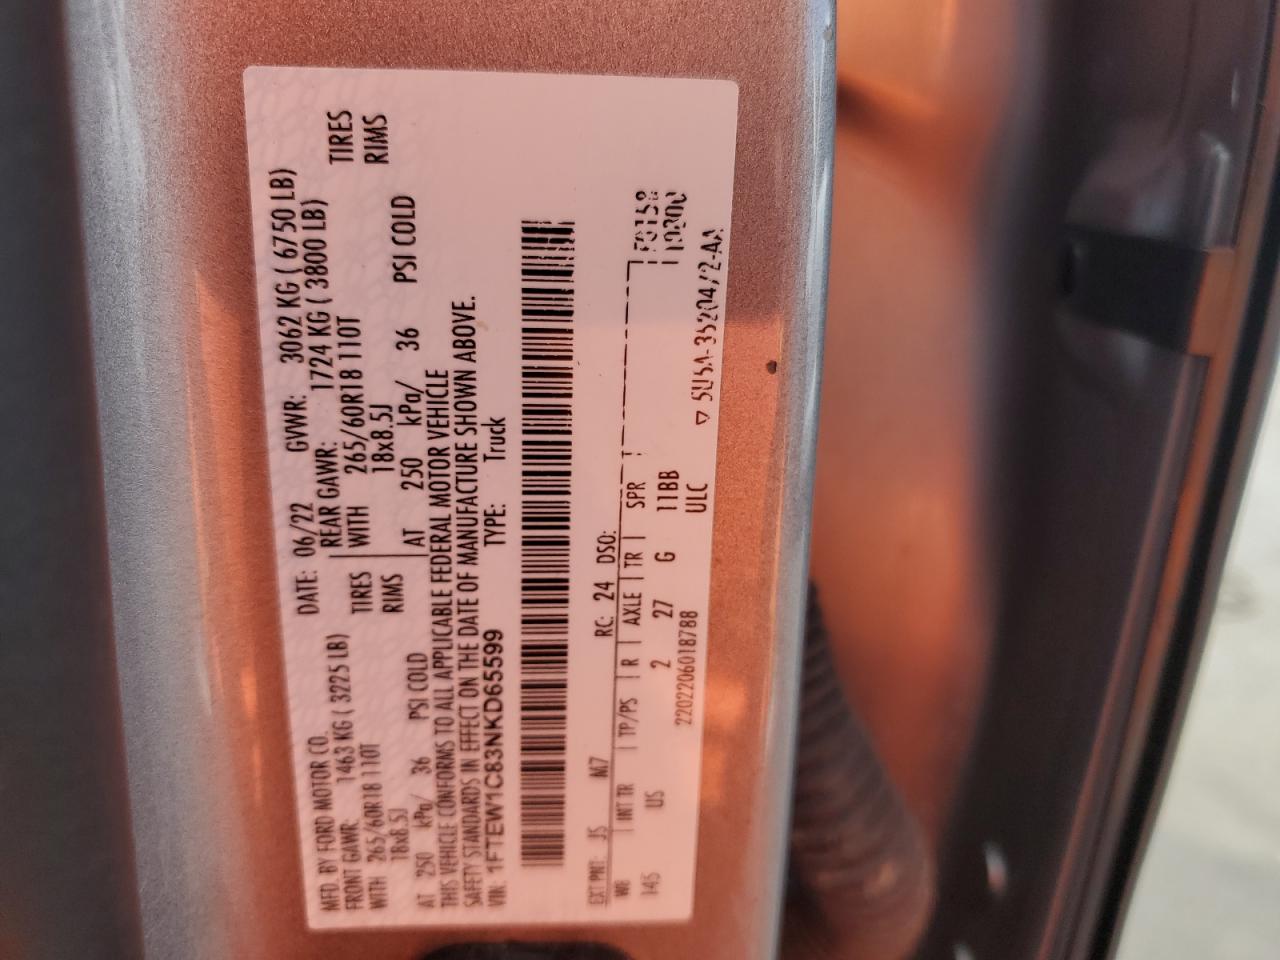 MFD. BY FORD MOTOR CO. DATE: 06/22 GVWR: 3062 KG ( 6750 LB)
FRONT GAWR: 1463 KG ( 3225 LB) REAR GAWR: 1724 KG ( 3800 LB)
WITH 265/60R18 110T TIRES WITH 265/60R18 110T TIRES
18x8.5J RIMS 18x8.5J RIMS
AT 250 kPa/ 36 PSI COLD AT 250 kPa/ 36 PSI COLD
THIS VEHICLE CONFORMS TO ALL APPLICABLE FEDERAL MOTOR VEHICLE
SAFETY STANDARDS IN EFFECT ON THE DATE OF MANUFACTURE SHOWN ABOVE.
VIN: 1FTEW1C83NKD65599 TYPE: Truck
EXT PNT: JS M7 RC: 24 DSO:
WB INT TR TP/PS R AXLE TR SPR
145 US 2 27 G 11BB
2202206018788 ULC